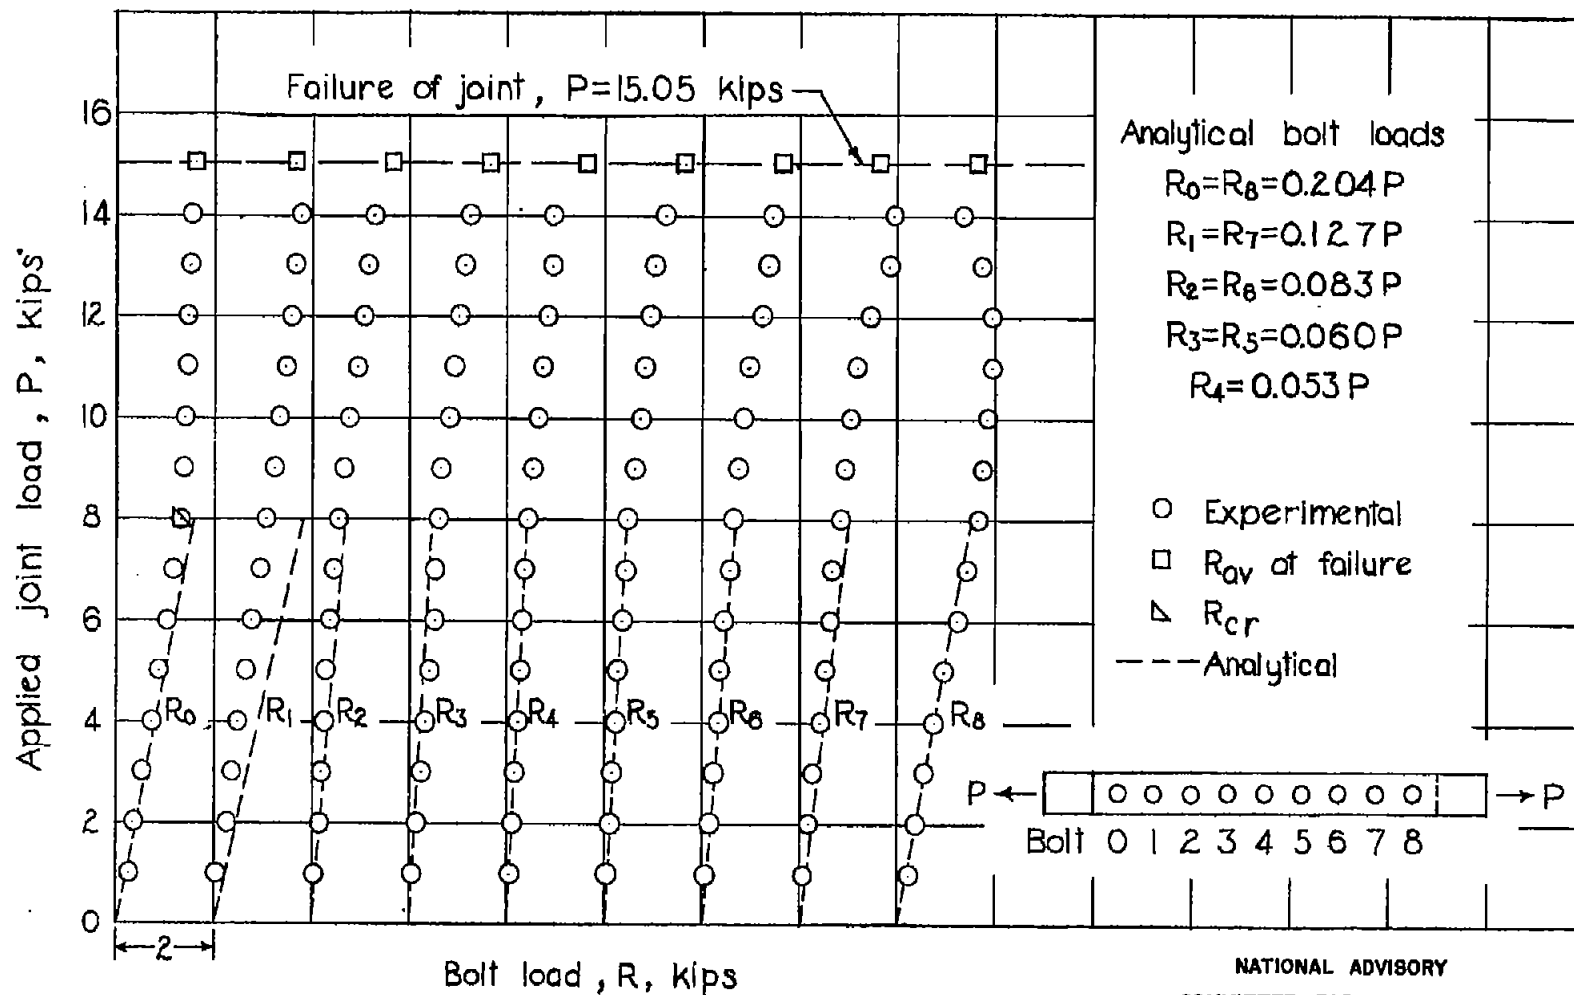 Failure of joint, P=15.05 kips
16
14
12
10
8
6
4
2
0
Applied joint load, P, kips
R0
R1
R2
R3
R4
R5
R6
R7
R8
2
Bolt load, R, kips
Analytical bolt loads
R0=R8=0.204P
R1=R7=0.127P
R2=R8=0.083P
R3=R5=0.060P
R4=0.053P
Experimental
Rav at failure
Rcr
Analytical
P
P
Bolt 0 1 2 3 4 5 6 7 8
NATIONAL ADVISORY